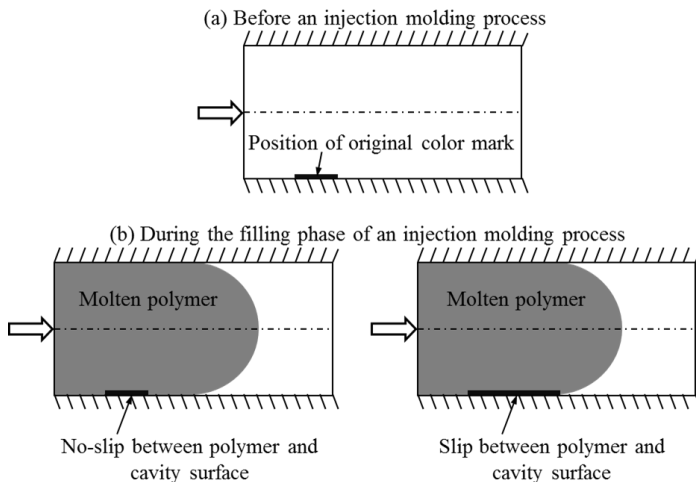 (a) Before an injection molding process
Position of original color mark
(b) During the filling phase of an injection molding process
Molten polymer
Molten polymer
No-slip between polymer and
cavity surface
Slip between polymer and
cavity surface